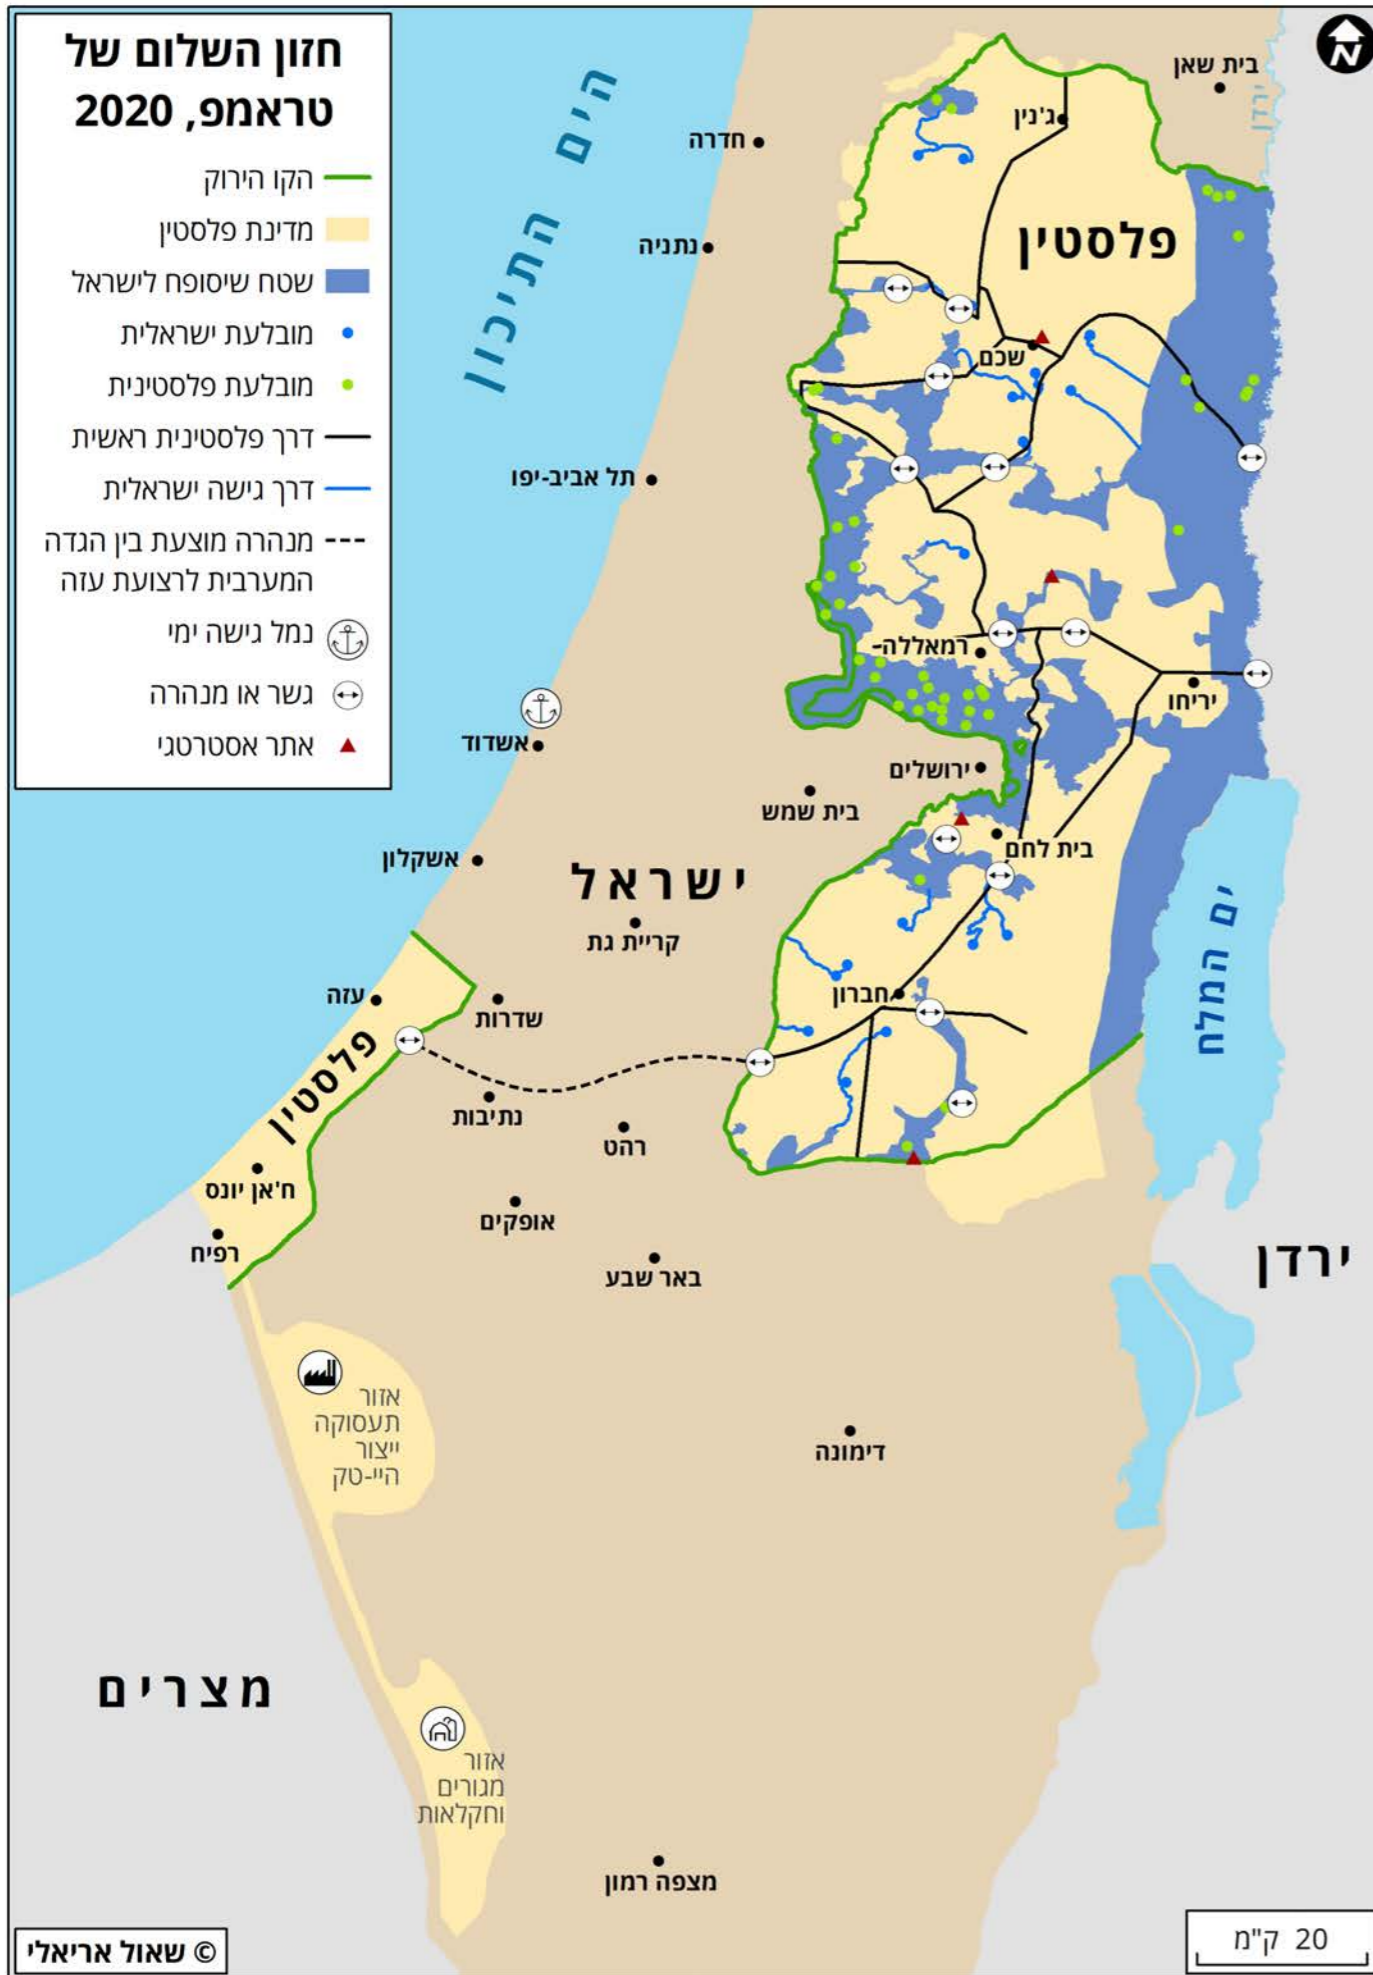 חזון השלום של
טראמפ, 2020
הקו הירוק
מדינת פלסטין
שטח שיסופח לישראל
מובלעת ישראלית
מובלעת פלסטינית
דרך פלסטינית ראשית
דרך גישה ישראלית
מנהרה מוצעת בין הגדה
המערבית לרצועת עזה
נמל גישה ימי
גשר או מנהרה
אתר אסטרטגי
N
הים התיכון
בית שאן
ירדן
ג'נין
חדרה
פלסטין
נתניה
שכם
תל אביב-יפו
רמאללה-
יריחו
אשדוד
ירושלים
בית שמש
בית לחם
אשקלון
ישראל
קריית גת
ים המלח
עזה
שדרות
חברון
פלסטין
נתיבות
רהט
ח'אן יונס
אופקים
רפיח
באר שבע
ירדן
אזור
תעסוקה
ייצור
היי-טק
דימונה
מצרים
אזור
מגורים
וחקלאות
מצפה רמון
© שאול אריאלי
20 ק"מ